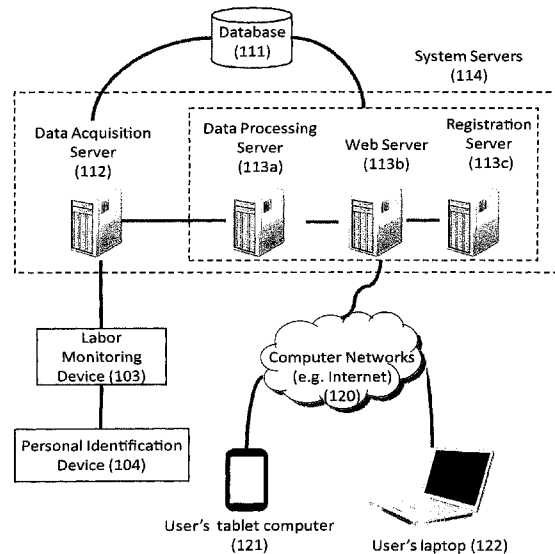 Database
(111)
System Servers
(114)
Data Acquisition
Server
(112)
Data Processing
Server
(113a)
Web Server
(113b)
Registration
Server
(113c)
Labor
Monitoring
Device (103)
Personal Identification
Device (104)
Computer Networks
(e.g. Internet)
(120)
User's tablet computer
(121)
User's laptop (122)